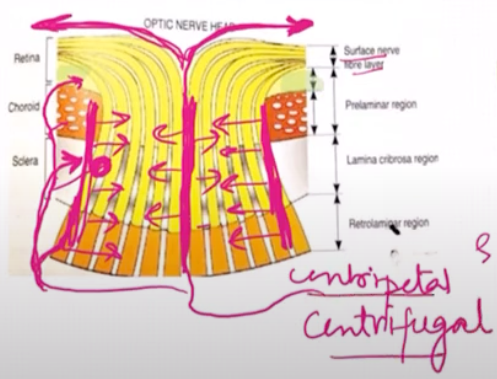 OPTIC NERVE HEAD
Retina
Surface nerve
fibre layer
Choroid
Prelaminar region
Sclera
Lamina cribrosa region
Retrolaminar region
centripetal
Centrifugal